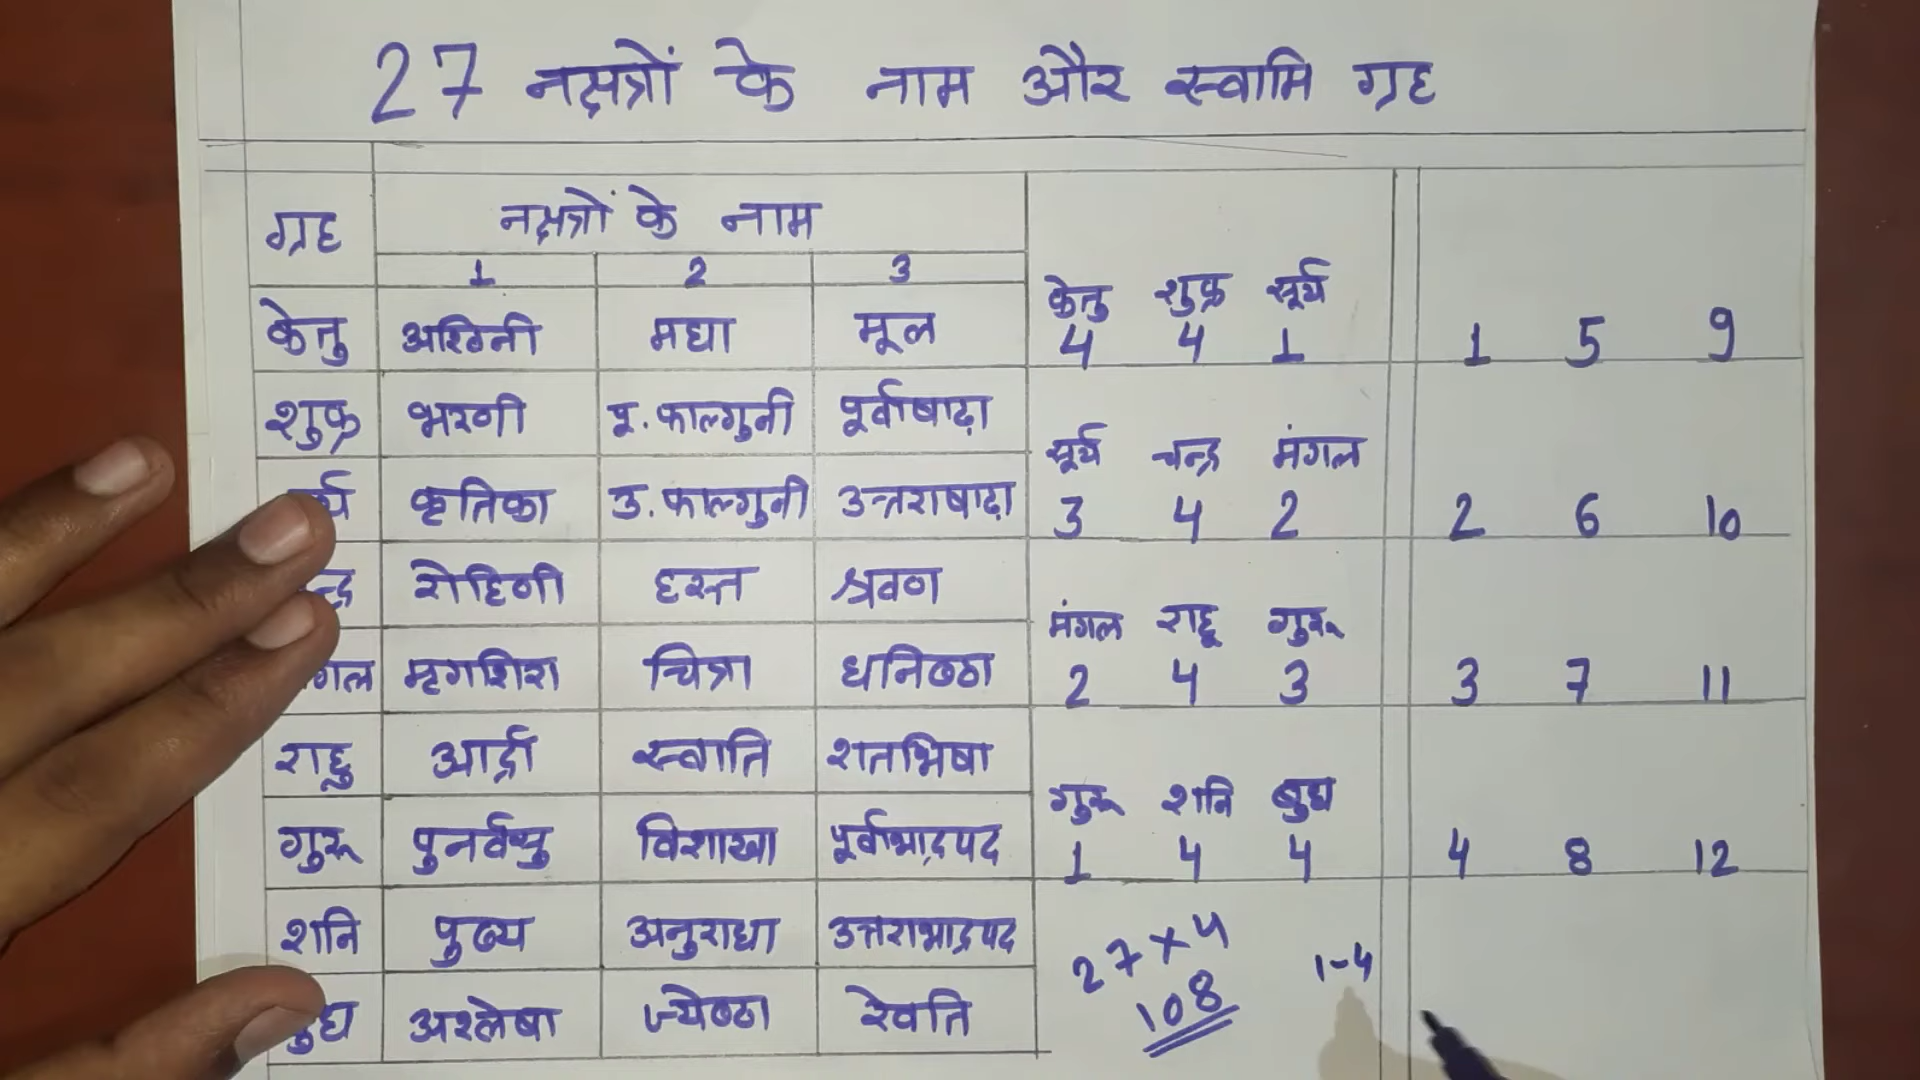 27 नक्षत्रों के नाम और स्वामि ग्रह
ग्रह नक्षत्रों के नाम
1 2 3
केतु अश्विनी मघा मूल
शुक्र भरणी पू. फाल्गुनी पूर्वाषाढ़ा
कृतिका उ. फाल्गुनी उत्तराषाढ़ा
रोहिणी हस्त श्रवण
मृगशिरा चित्रा धनिष्ठा
राहु आर्द्रा स्वाति शतभिषा
गुरू पुनर्वसु विशाखा पूर्वाभाद्रपद
शनि पुष्य अनुराधा उत्तराभाद्रपद
अश्लेषा ज्येष्ठा रेवति
केतु शुक्र सूर्य
4 4 1 1 5 9
सूर्य चन्द्र मंगल
3 4 2 2 6 10
मंगल राहू गुरू
2 4 3 3 7 11
गुरू शनि बुध
1 4 4 4 8 12
27 x 4 1-4
108